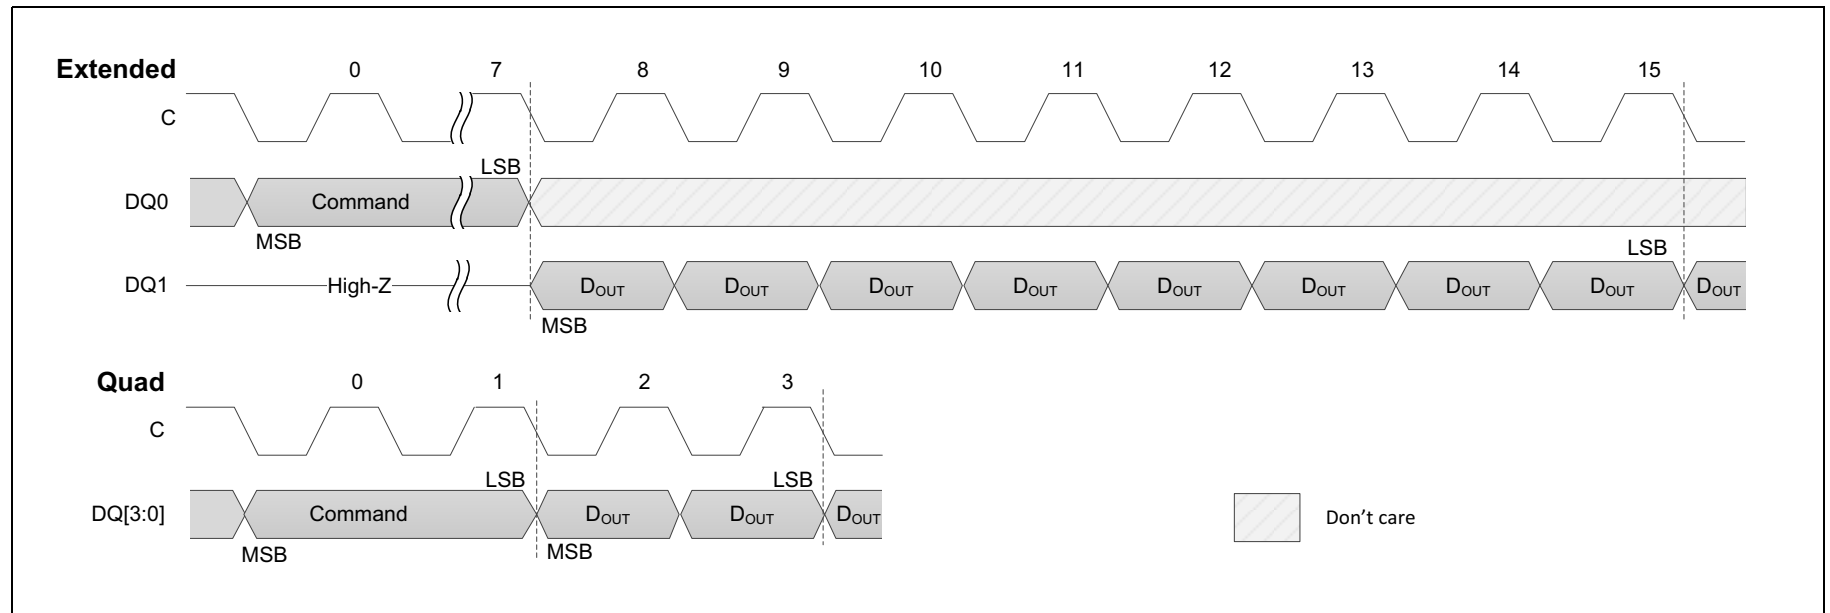 Extended 0 7 8 9 10 11 12 13 14 15
C
LSB
DQ0 Command
MSB
LSB
DQ1 High-Z DOUT DOUT DOUT DOUT DOUT DOUT DOUT DOUT DOUT
MSB
Quad 0 1 2 3
C
LSB LSB
DQ[3:0] Command DOUT DOUT DOUT Don’t care
MSB MSB